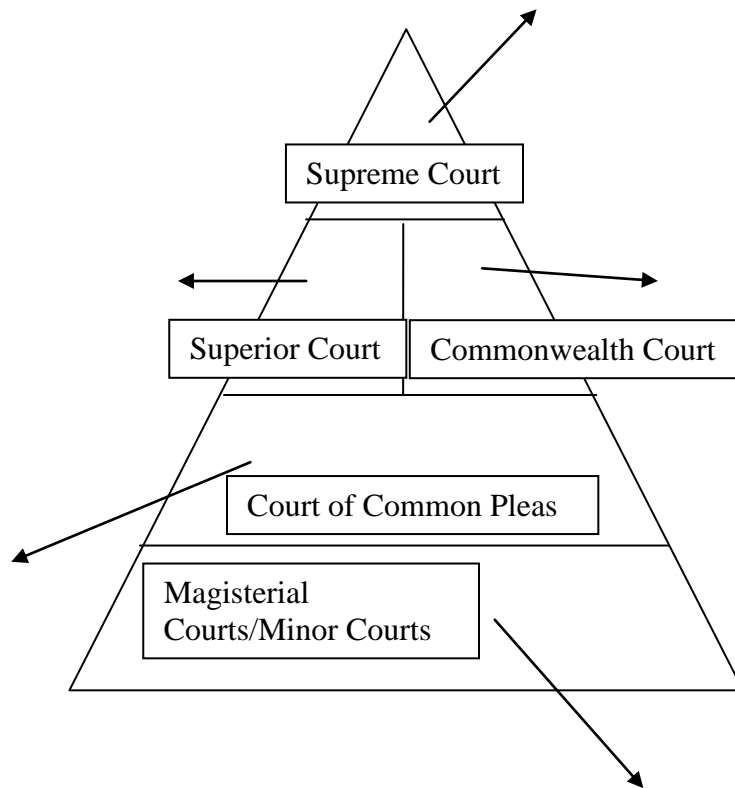 Supreme Court
Superior Court
Commonwealth Court
Court of Common Pleas
Magisterial
Courts/Minor Courts